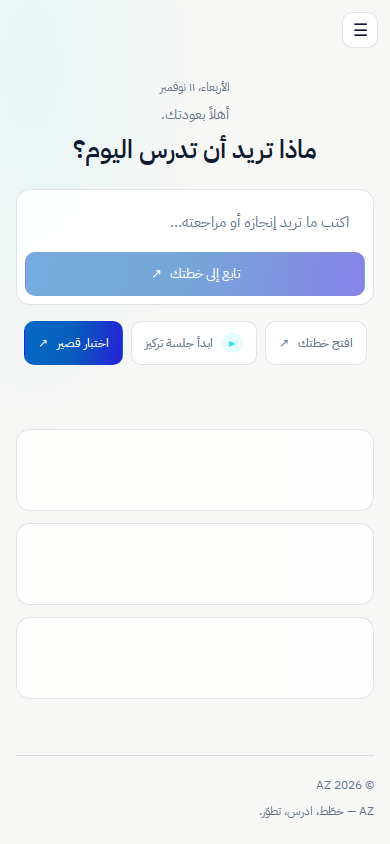 ☰
الأربعاء، ١١ نوفمبر
أهلاً بعودتك.
ماذا تريد أن تدرس اليوم؟
اكتب ما تريد إنجازه أو مراجعته...
تابع إلى خطتك ↗
افتح خطتك ↗
ابدأ جلسة تركيز
اختبار قصير ↗
© 2026 AZ
AZ — خطّط، ادرس، تطوّر.